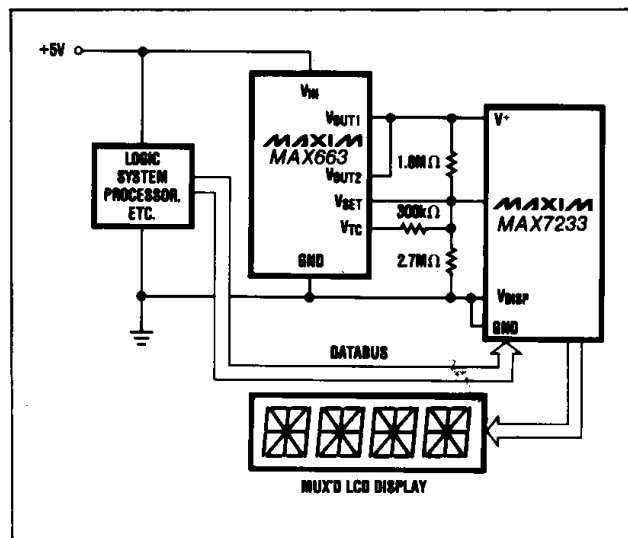 +5V
VIN
VOUT1
V+
MAXIM
MAX663
1.8MΩ
LOGIC
SYSTEM
PROCESSOR,
ETC.
VOUT2
MAXIM
MAX7233
VSET
300kΩ
VTC
2.7MΩ
GND
VDISP
GND
DATABUS
MUX'D LCD DISPLAY